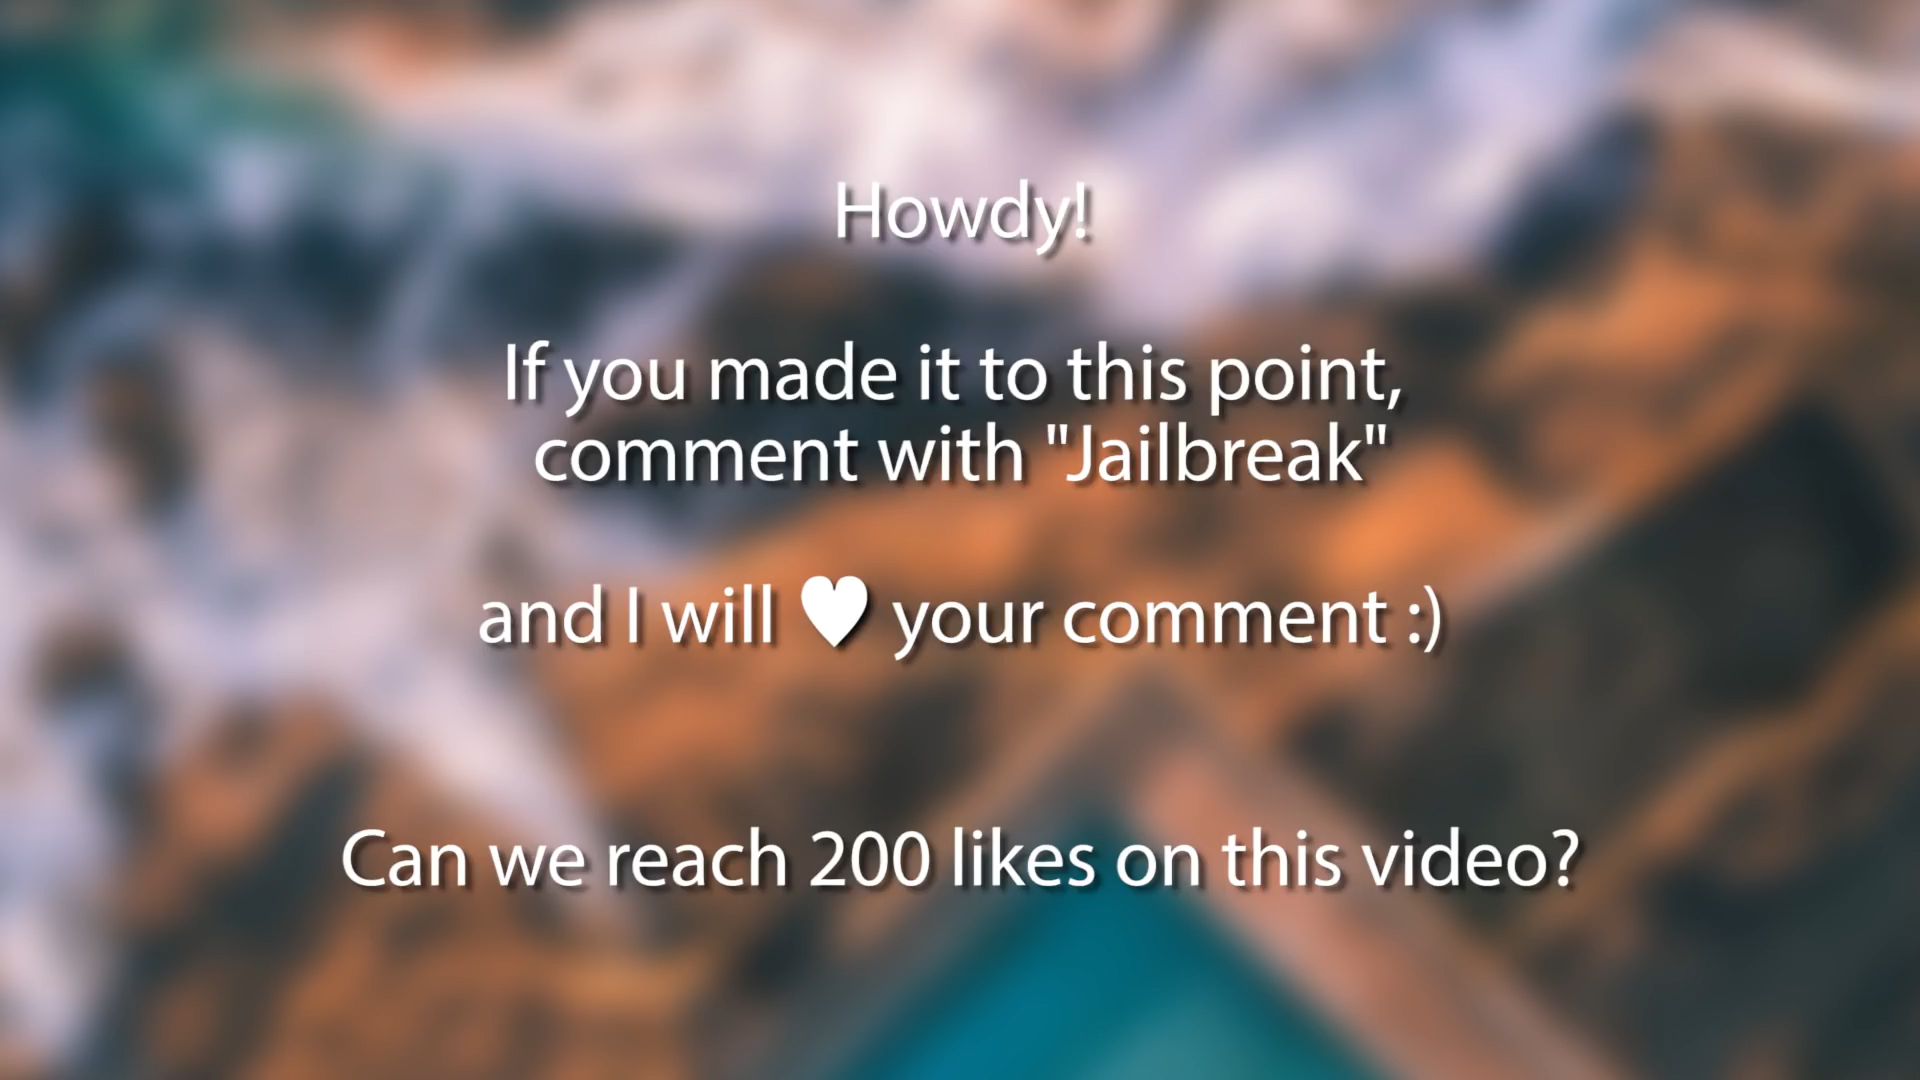 Howdy!
If you made it to this point,
comment with "Jailbreak"
and I will ♥ your comment :)
Can we reach 200 likes on this video?